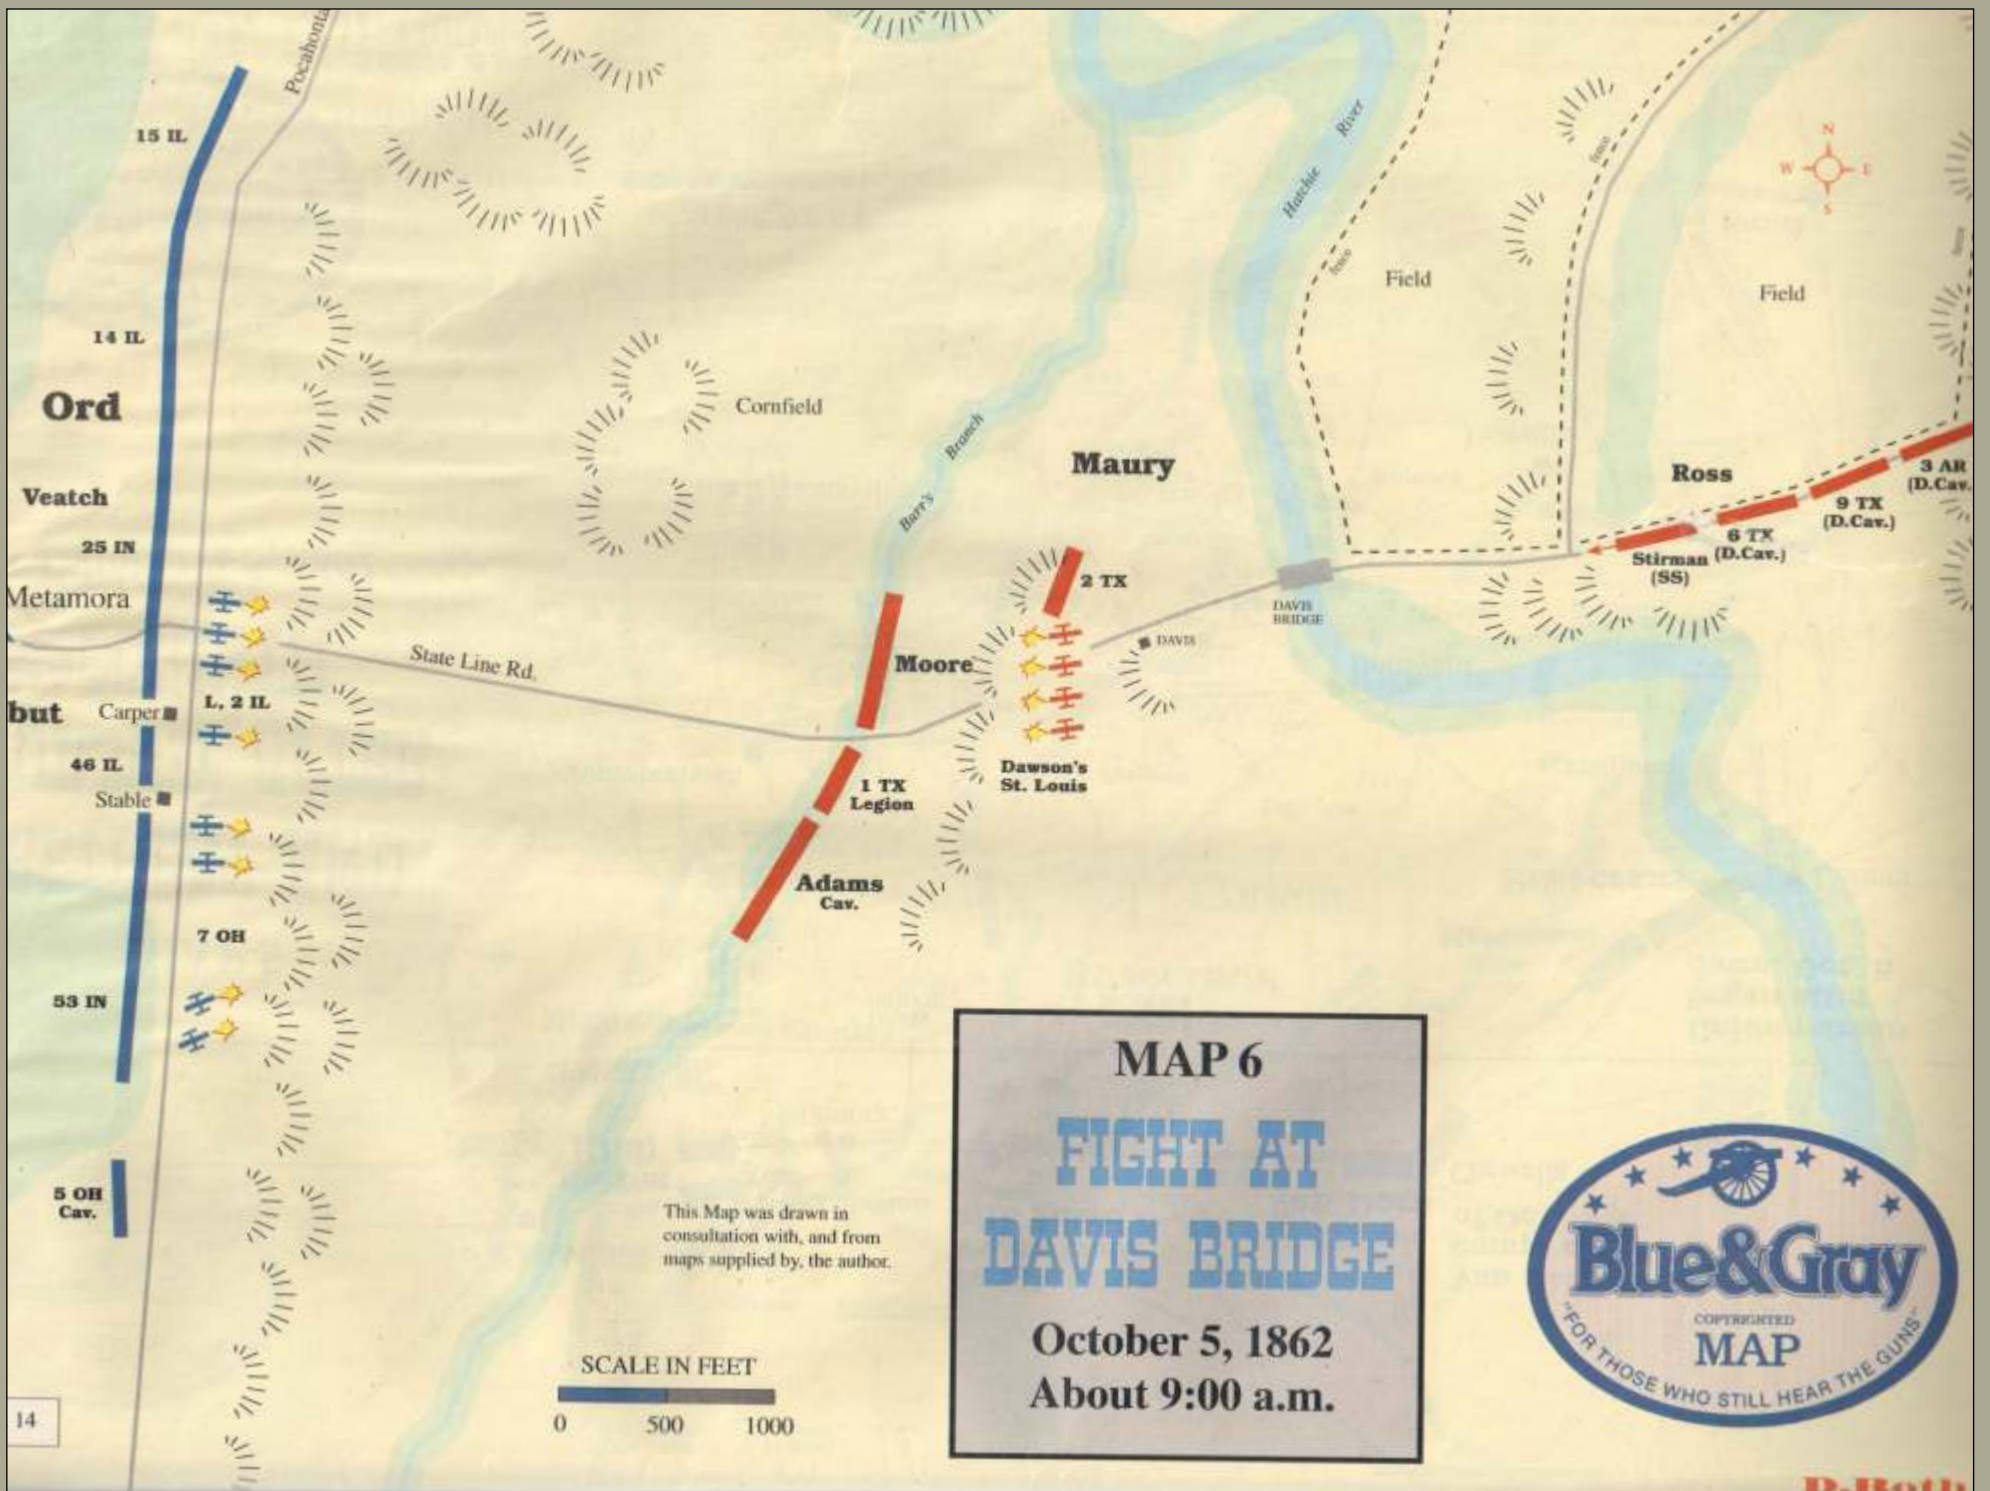 Pocahonta
15 IL
River
Hatchie
N
W E
S
fence
fence
Field
Field
14 IL
Ord
Cornfield
Burr's Branch
Maury
Ross
3 AR
(D.Cav.
9 TX
(D.Cav.)
6 TX
(D.Cav.)
Stirman
(SS)
Veatch
25 IN
Metamora
2 TX
DAVIS
BRIDGE
DAVIS
State Line Rd.
Moore
but
Carper
L, 2 IL
46 IL
Stable
1 TX
Legion
Dawson's
St. Louis
Adams
Cav.
7 OH
53 IN
5 OH
Cav.
This Map was drawn in
consultation with, and from
maps supplied by, the author.
SCALE IN FEET
0 500 1000
MAP 6
FIGHT AT
DAVIS BRIDGE
October 5, 1862
About 9:00 a.m.
Blue&Gray
COPYRIGHTED
MAP
"FOR THOSE WHO STILL HEAR THE GUNS"
14